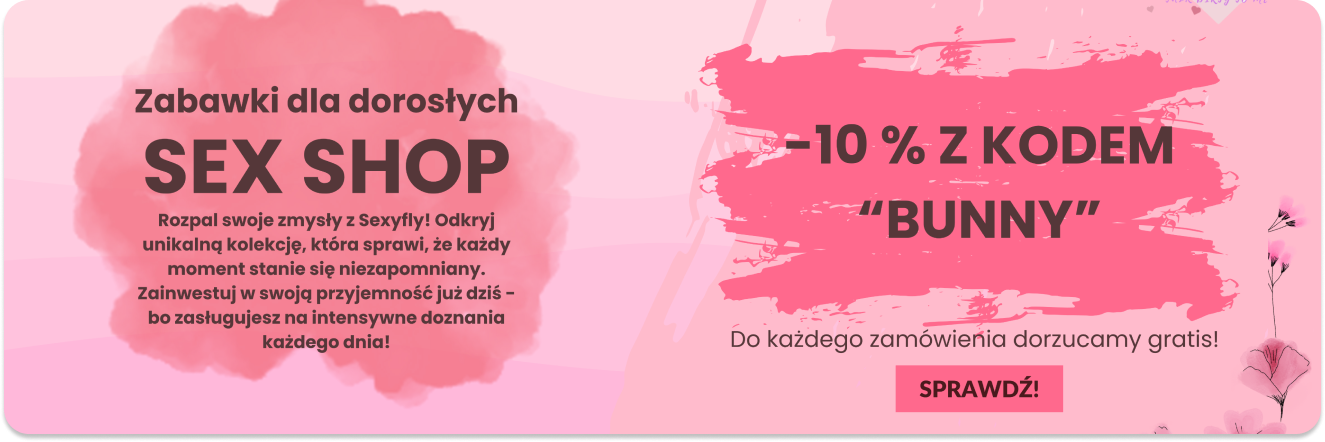 Zabawki dla dorosłych
SEX SHOP
Rozpal swoje zmysły z Sexyfly! Odkryj
unikalną kolekcję, która sprawi, że każdy
moment stanie się niezapomniany.
Zainwestuj w swoją przyjemność już dziś -
bo zasługujesz na intensywne doznania
każdego dnia!
-10 % Z KODEM
“BUNNY”
Do każdego zamówienia dorzucamy gratis!
SPRAWDŹ!